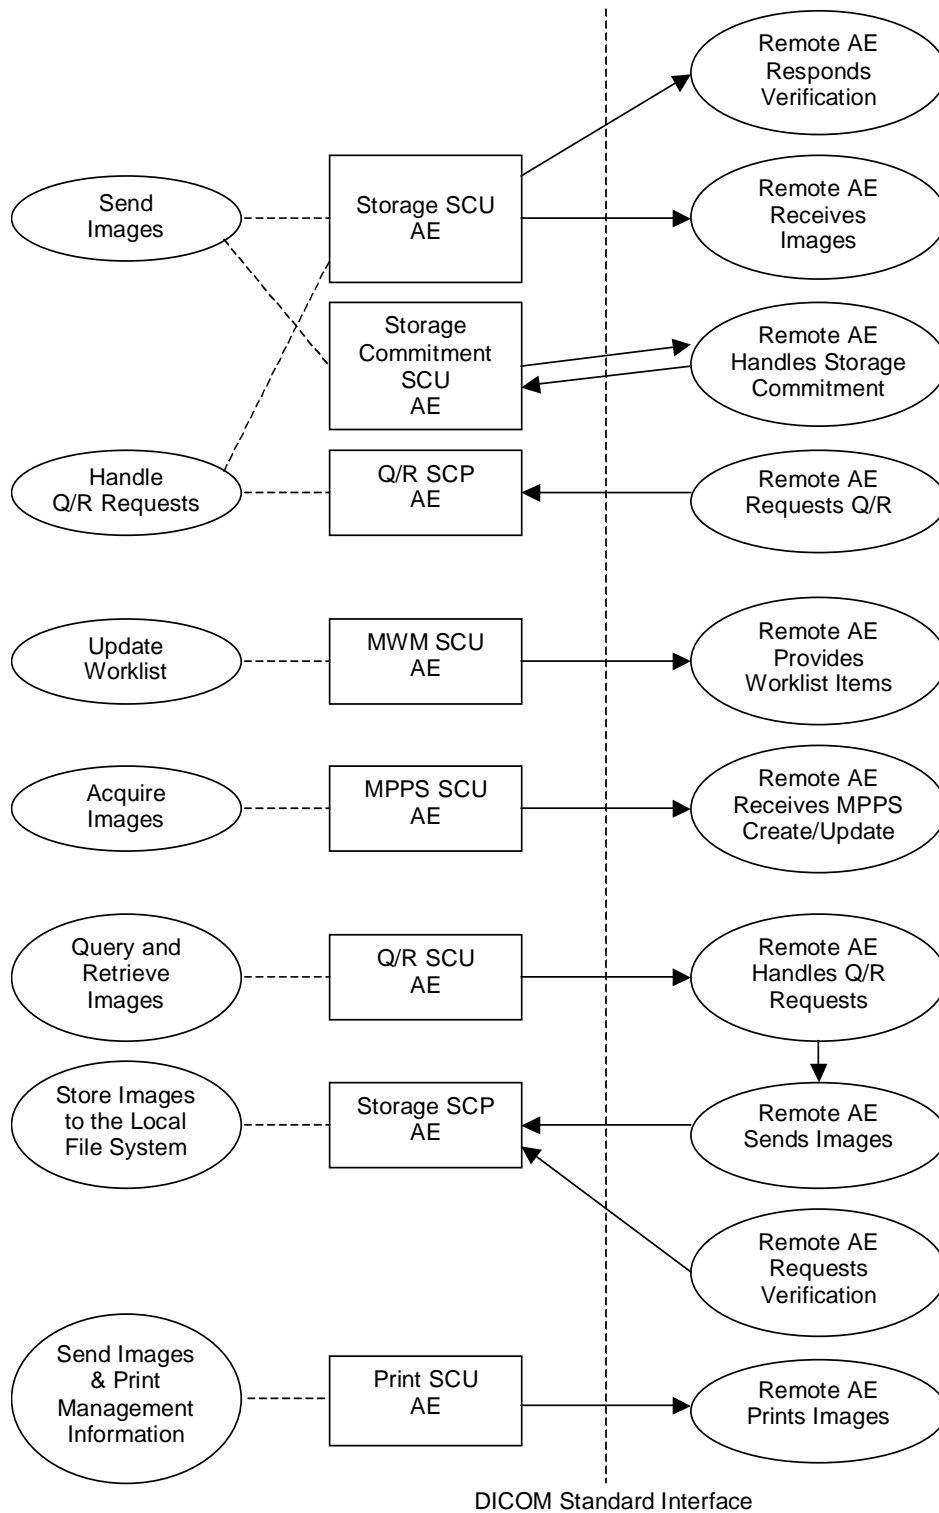 Remote AE
Responds
Verification
Send
Images
Storage SCU
AE
Remote AE
Receives
Images
Storage
Commitment
SCU
AE
Remote AE
Handles Storage
Commitment
Handle
Q/R Requests
Q/R SCP
AE
Remote AE
Requests Q/R
Update
Worklist
MWM SCU
AE
Remote AE
Provides
Worklist Items
Acquire
Images
MPPS SCU
AE
Remote AE
Receives MPPS
Create/Update
Query and
Retrieve
Images
Q/R SCU
AE
Remote AE
Handles Q/R
Requests
Store Images
to the Local
File System
Storage SCP
AE
Remote AE
Sends Images
Remote AE
Requests
Verification
Send Images
& Print
Management
Information
Print SCU
AE
Remote AE
Prints Images
DICOM Standard Interface